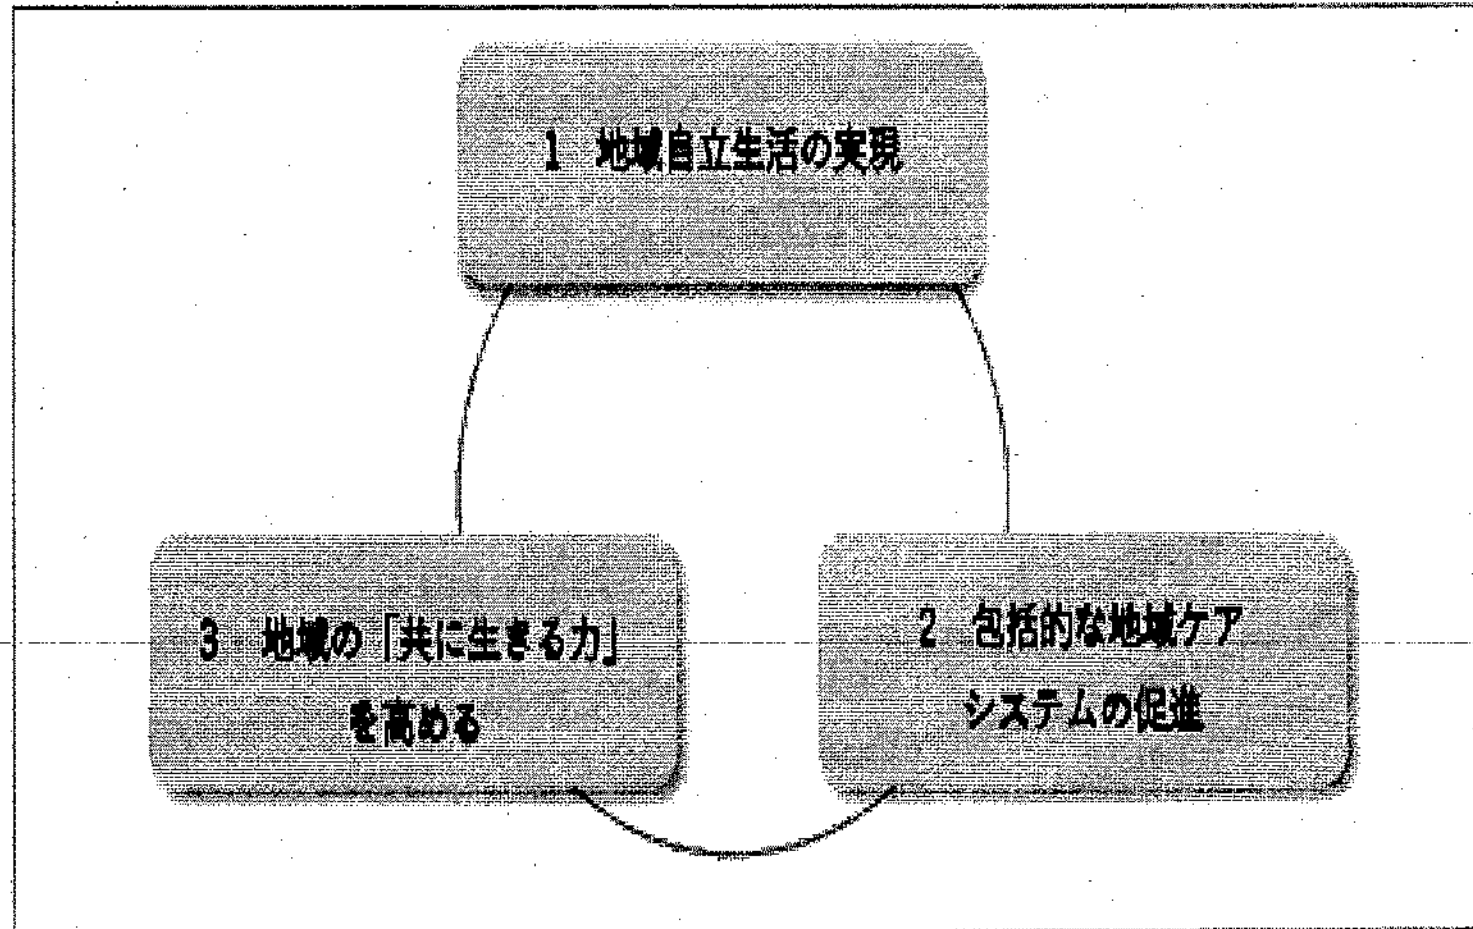 1 地域自立生活の実現
2 包括的な地域ケア
システムの促進
3 地域の「共に生きる力」
を高める